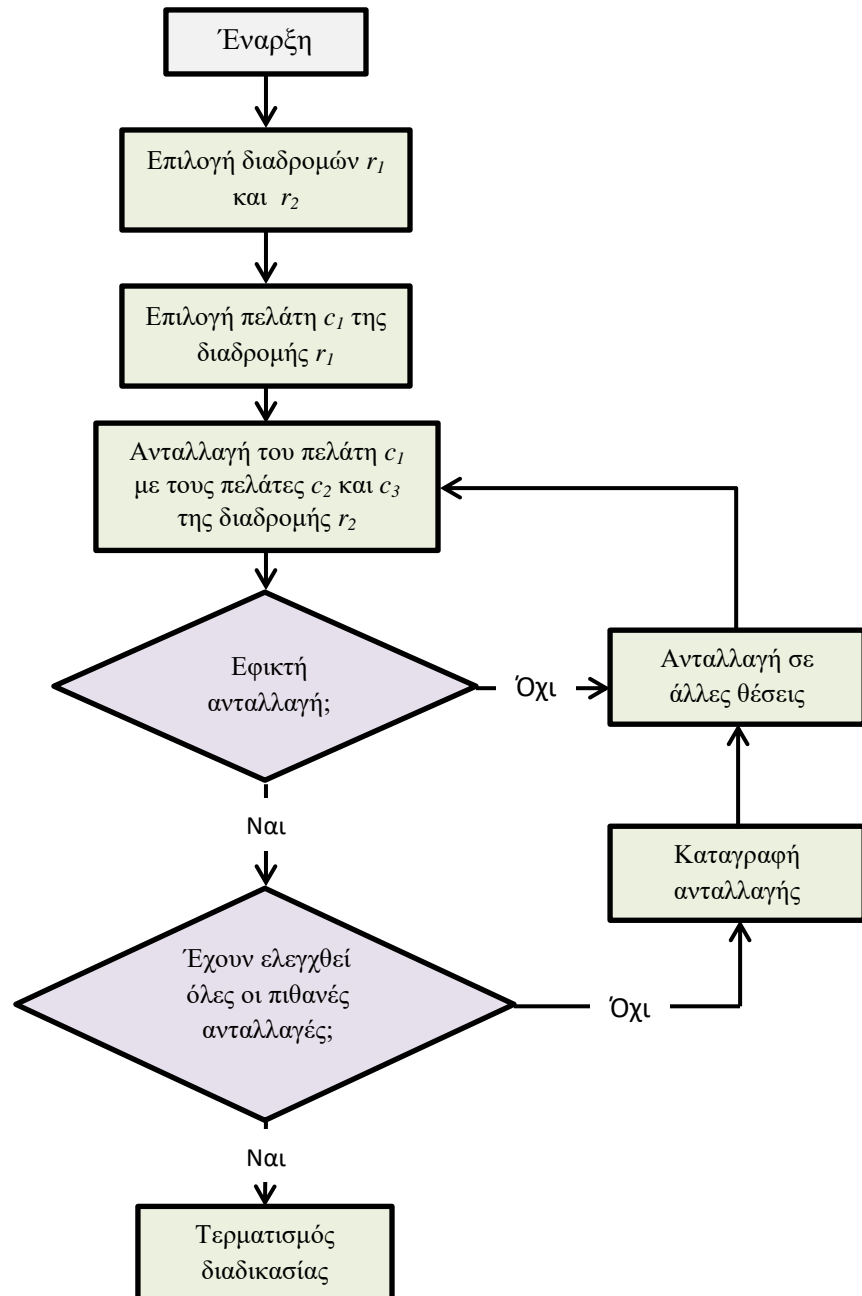 Έναρξη
Επιλογή διαδρομών r1
και r2
Επιλογή πελάτη c1 της
διαδρομής r1
Ανταλλαγή του πελάτη c1
με τους πελάτες c2 και c3
της διαδρομής r2
Εφικτή
ανταλλαγή;
Όχι
Ανταλλαγή σε
άλλες θέσεις
Ναι
Καταγραφή
ανταλλαγής
Έχουν ελεγχθεί
όλες οι πιθανές
ανταλλαγές;
Όχι
Ναι
Τερματισμός
διαδικασίας